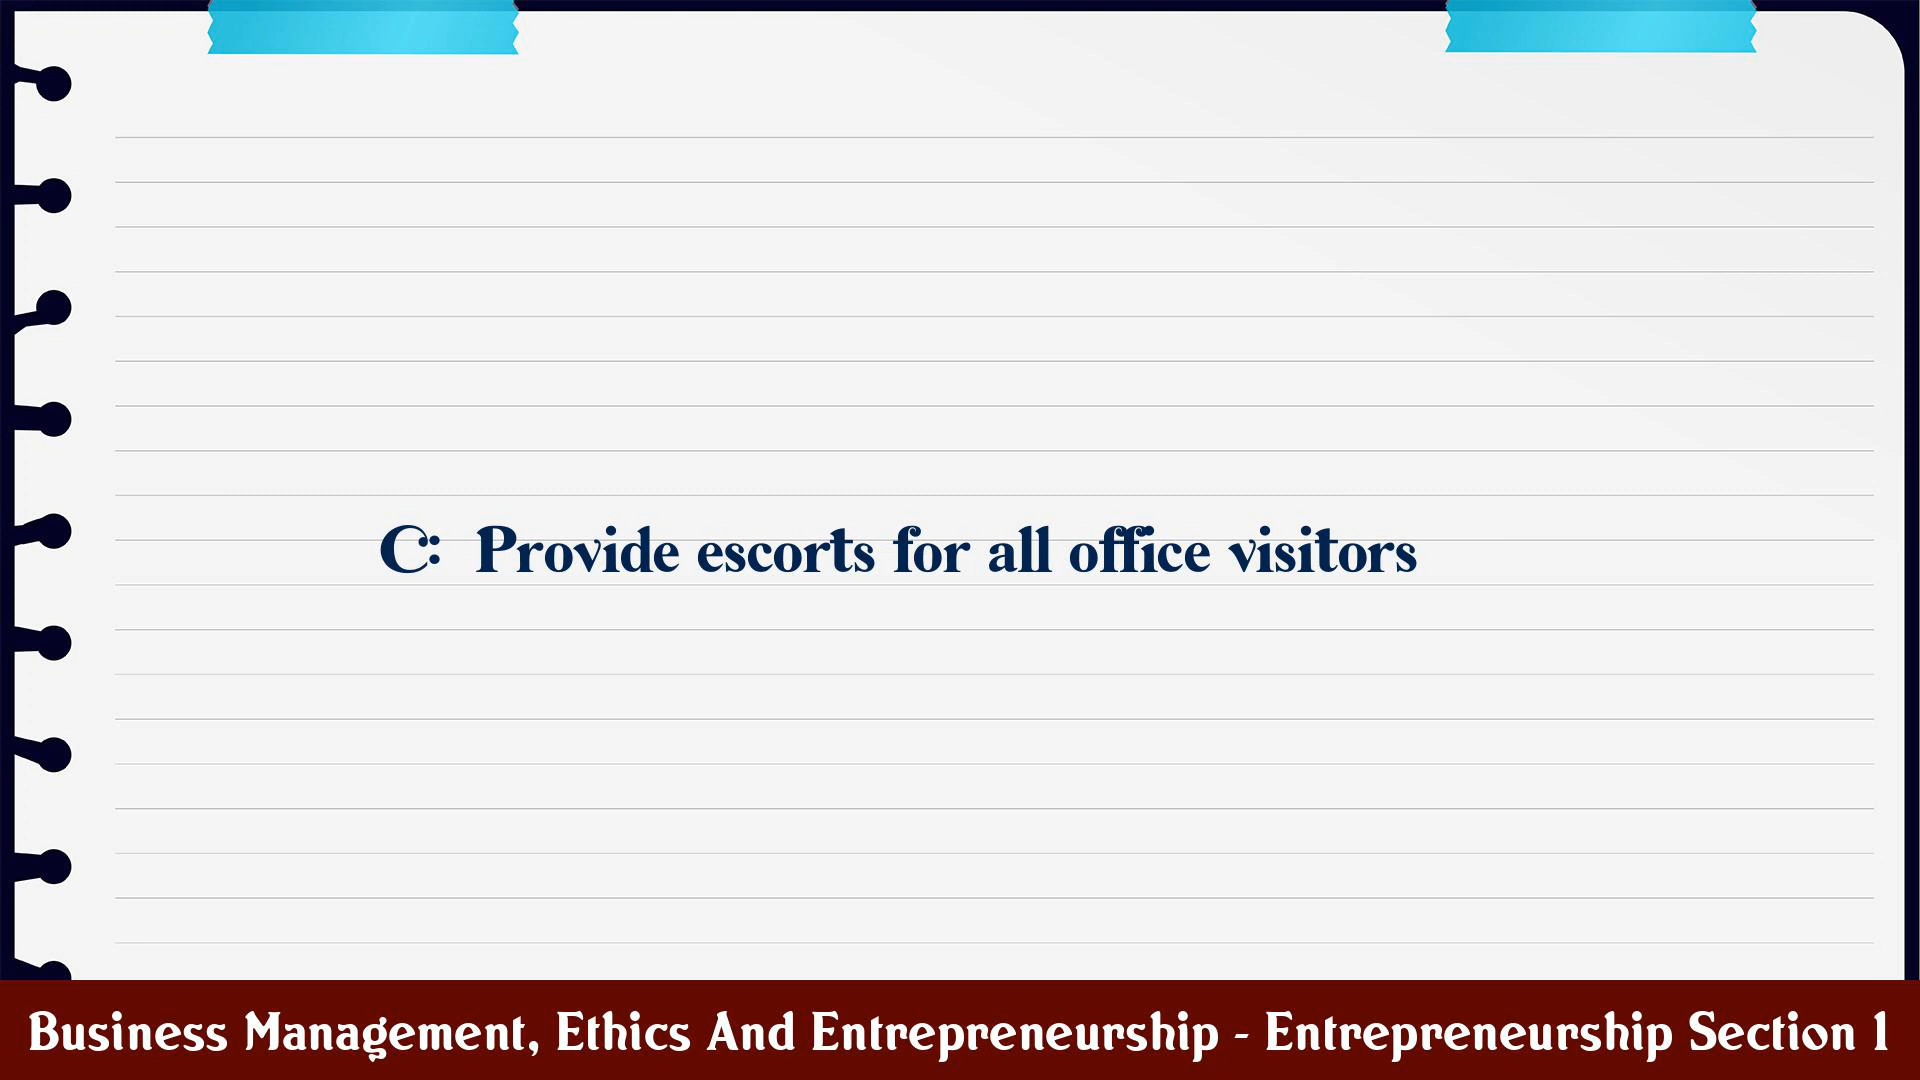 C: Provide escorts for all office visitors
Business Management, Ethics And Entrepreneurship - Entrepreneurship Section 1